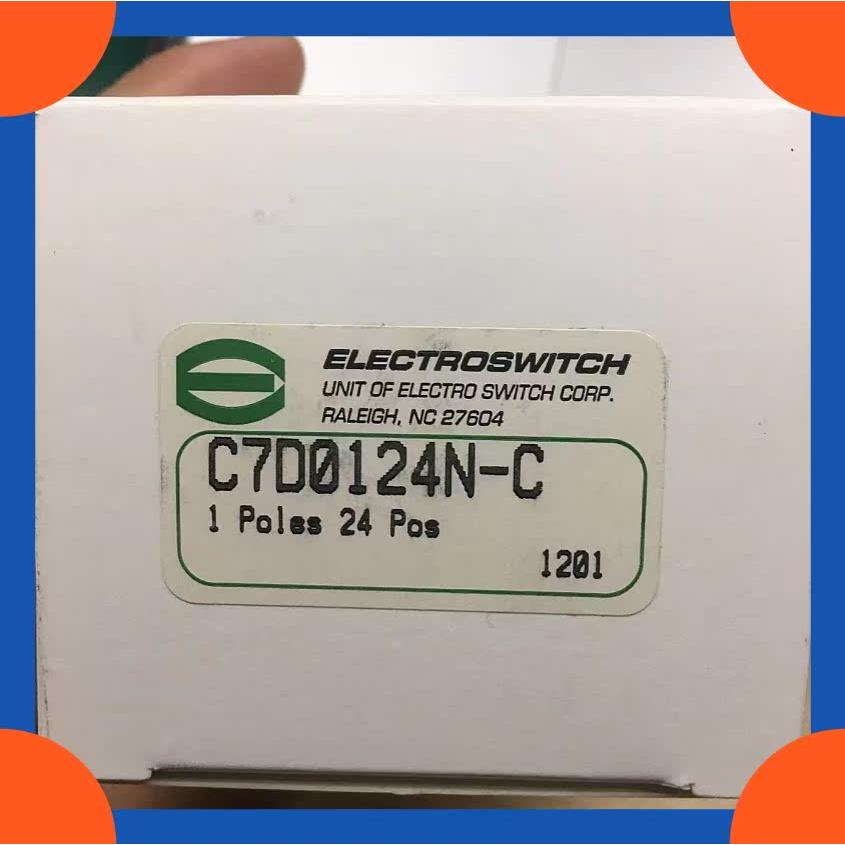 ELECTROSWITCH
UNIT OF ELECTRO SWITCH CORP.
RALEIGH, NC 27604
C7D0124N-C
1 Poles 24 Pos
1201